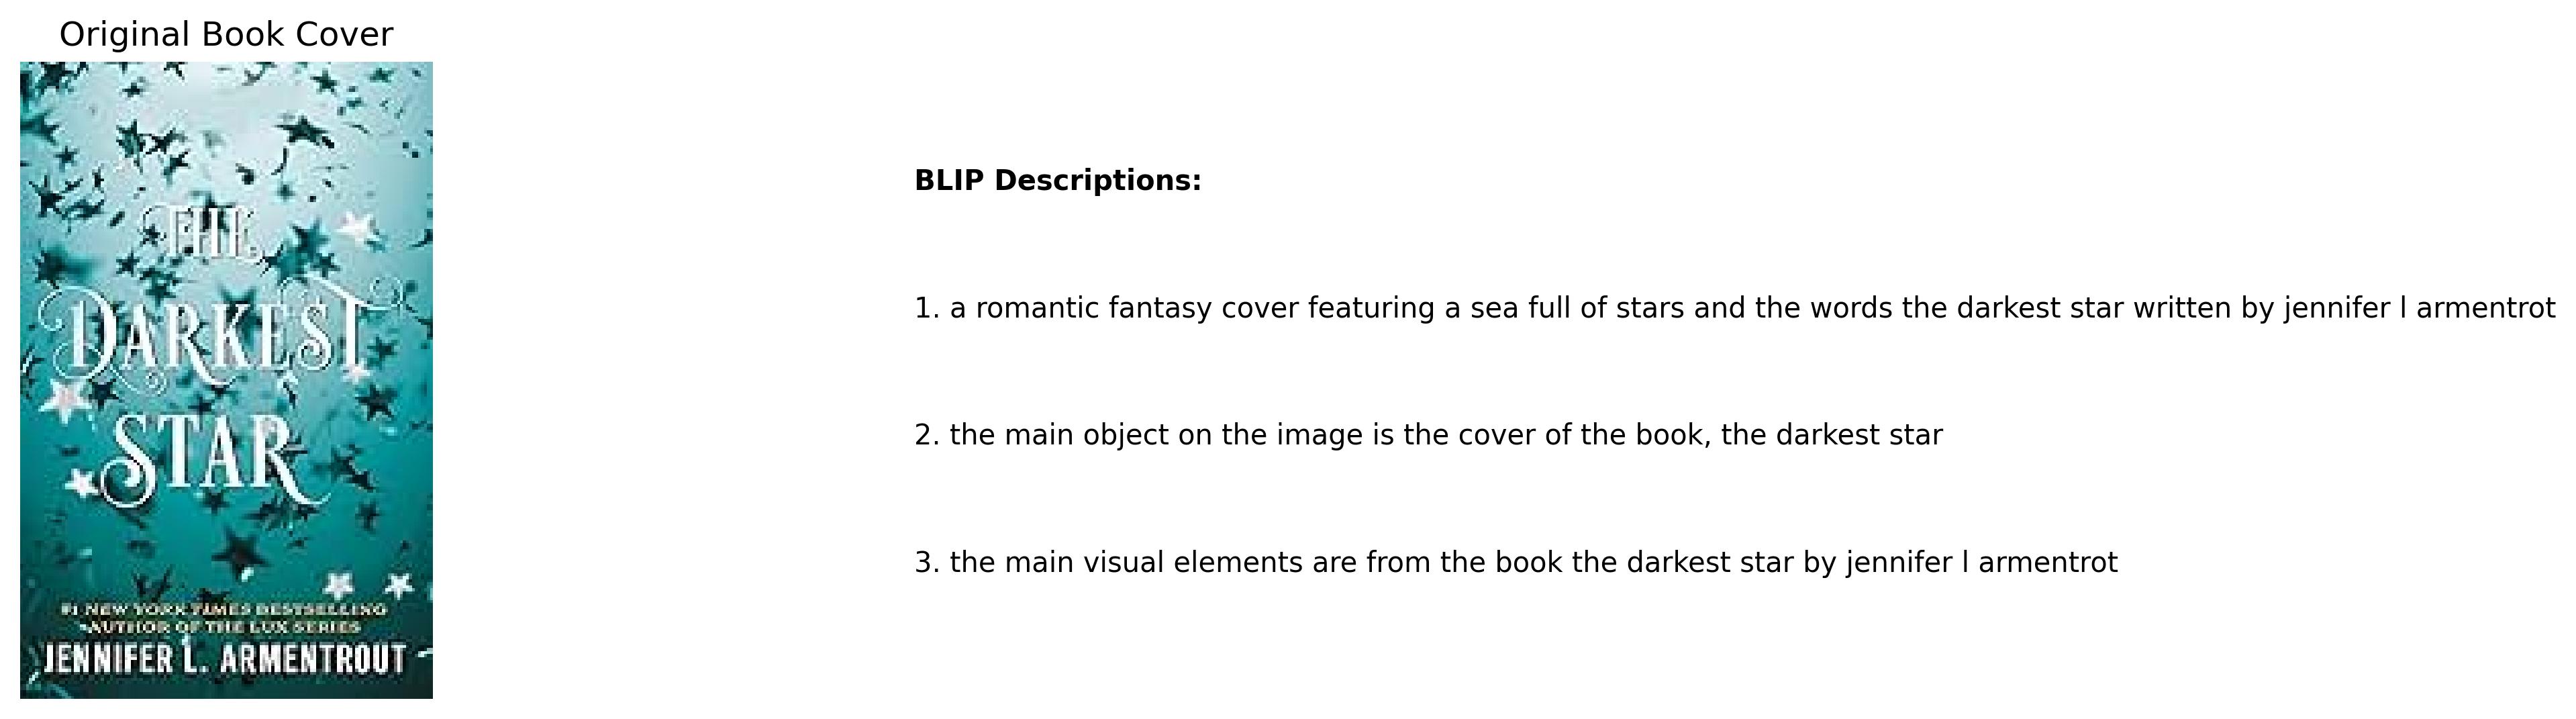 Original Book Cover
THE
DARKEST
STAR
#1 NEW YORK TIMES BESTSELLING
AUTHOR OF THE LUX SERIES
JENNIFER L. ARMENTROUT
BLIP Descriptions:
1. a romantic fantasy cover featuring a sea full of stars and the words the darkest star written by jennifer l armentrot
2. the main object on the image is the cover of the book, the darkest star
3. the main visual elements are from the book the darkest star by jennifer l armentrot